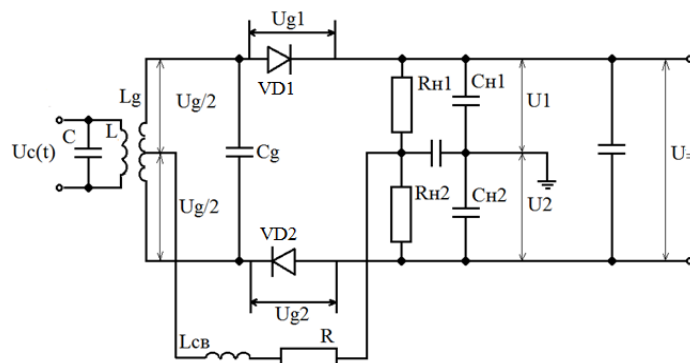 Ug1
VD1
Lg
Ug/2
Rн1
Cн1
U1
C
L
Uc(t)
Cg
U=
Ug/2
Rн2
Cн2
U2
VD2
Ug2
Lсв
R